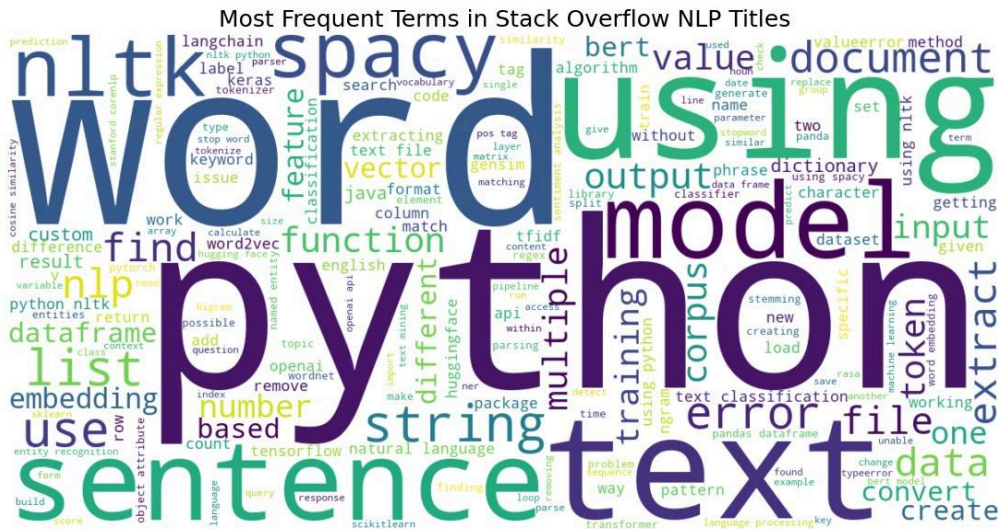 Most Frequent Terms in Stack Overflow NLP Titles
prediction
nltk python
nltk
langchain
parser
label
keras
tokenizer
spacy
similarity
vocabulary
search
tag
code
single
bert
algorithm
used
check
noun
value
valueerror
method
document
date
generate
name
parameter
replace
group
line
train
word
using
regular expression
stanford corenlp
type
stop word
tokenize
keyword
issue
feature
classification
extracting
text file
vector
java
format
element
column
match
pos tag
layer
matrix
matching
gensim
sentiment analysis
give
stopword
similar
without
two
panda
set
term
using nltk
output
phrase
dictionary
using spacy
data frame
library
split
classifier
character
getting
predict
model
dataset
input
given
cosine similarity
custom
difference
result
work
array
find
size
calculate
word2vec
function
tfidf
content
regex
hugging face
pytorch
need
english
variable
v
nlp
python nltk
entities
return
dataframe
context
class
list
python
bigram
possible
add
question
named entity
topic
openai api
openai
different
huggingface
pipeline
run
api
access
within
parsing
multiple
training
corpus
stemming
new
creating
load
specific
token
machine learning
word embedding
extract
embedding
sklearn
index
wordnet
remove
number
import
text mining
ner
make
string
package
detect
using python
ngram
text classification
save
rasa
another
working
use
row
based
count
tensorflow
natural language
time
error
file
one
entity recognition
object attribute
sentence
text
pandas dataframe
unable
problem
sequence
found
example
typeerror
change
bert model
data
form
build
language
query
response
finding
loop
removing
parse
way
pattern
convert
create
score
scikitlearn
transformer
language processing
key